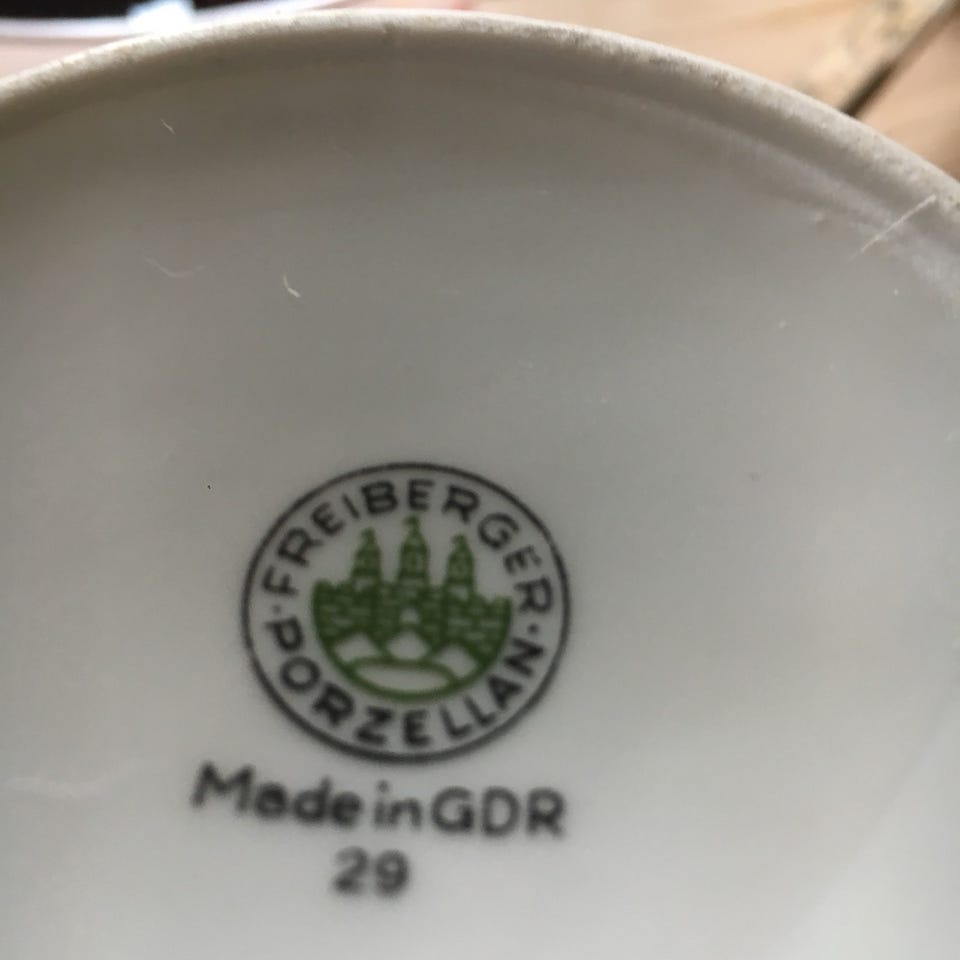 FREIBERGER
· PORZELLAN ·
Made in GDR
29